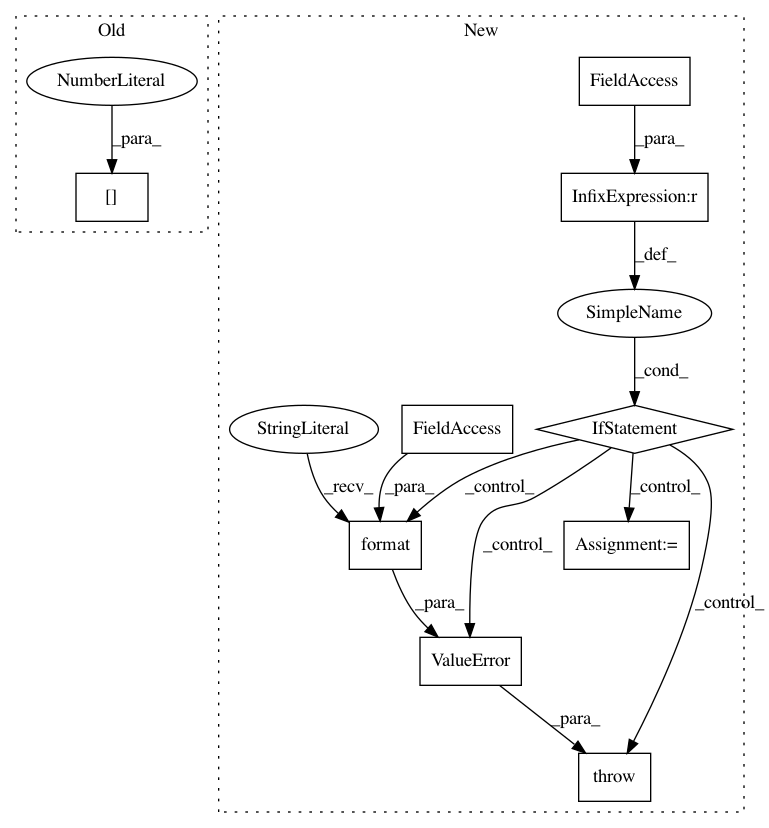 Old
New
NumberLiteral
FieldAccess
_para_
_para_
[]
InfixExpression:r
_def_
SimpleName
_cond_
StringLiteral
FieldAccess
IfStatement
_recv_
_para_
_control_
_control_
format
_control_
Assignment:=
_para_
_control_
ValueError
_para_
throw